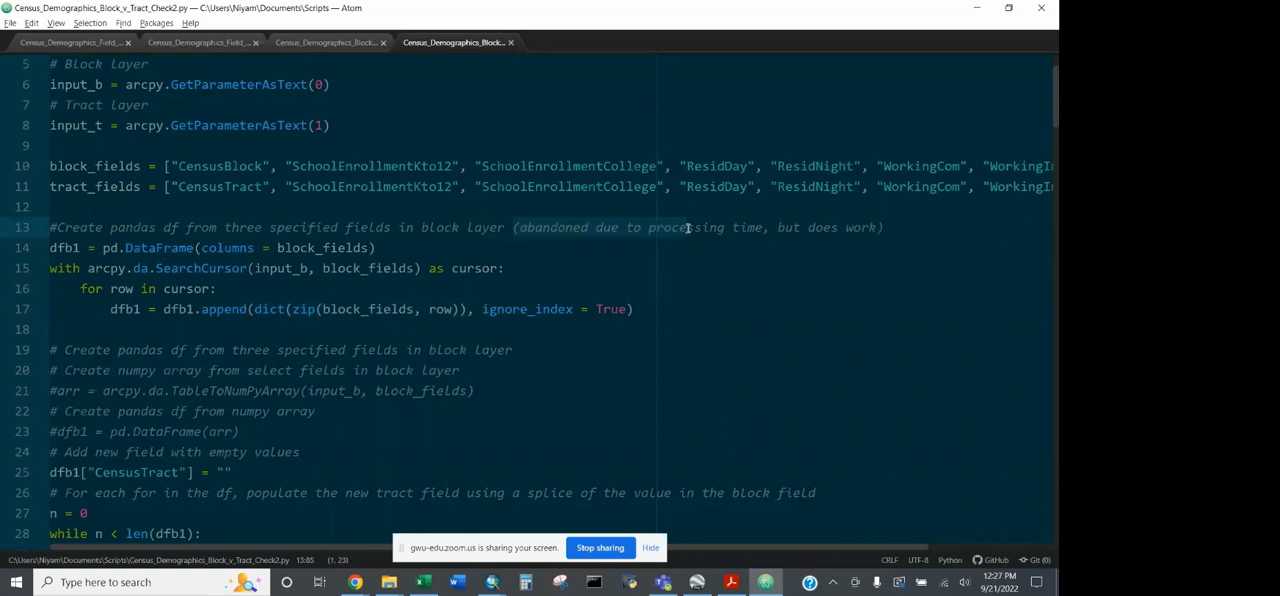 Census_Demographics_Block_v_Tract_Check2.py — C:\Users\Niyam\Documents\Scripts — Atom
File Edit View Selection Find Packages Help
Census_Demographics_Field_... Census_Demographics_Field_... Census_Demographics_Block... Census_Demographics_Block...
5 # Block layer
6 input_b = arcpy.GetParameterAsText(0)
7 # Tract layer
8 input_t = arcpy.GetParameterAsText(1)
9
10 block_fields = ["CensusBlock", "SchoolEnrollmentKto12", "SchoolEnrollmentCollege", "ResidDay", "ResidNight", "WorkingCom", "WorkingIn
11 tract_fields = ["CensusTract", "SchoolEnrollmentKto12", "SchoolEnrollmentCollege", "ResidDay", "ResidNight", "WorkingCom", "WorkingIn
12
13 #Create pandas df from three specified fields in block layer (abandoned due to processing time, but does work)
14 dfb1 = pd.DataFrame(columns = block_fields)
15 with arcpy.da.SearchCursor(input_b, block_fields) as cursor:
16 for row in cursor:
17 dfb1 = dfb1.append(dict(zip(block_fields, row)), ignore_index = True)
18
19 # Create pandas df from three specified fields in block layer
20 # Create numpy array from select fields in block layer
21 #arr = arcpy.da.TableToNumPyArray(input_b, block_fields)
22 # Create pandas df from numpy array
23 #dfb1 = pd.DataFrame(arr)
24 # Add new field with empty values
25 dfb1["CensusTract"] = ""
26 # For each for in the df, populate the new tract field using a splice of the value in the block field
27 n = 0
28 while n < len(dfb1):
gwu-edu.zoom.us is sharing your screen. Stop sharing Hide
C:\Users\Niyam\Documents\Scripts\Census_Demographics_Block_v_Tract_Check2.py 13:85 (1, 23) CRLF UTF-8 Python GitHub Git (0)
Type here to search 12:27 PM
9/21/2022